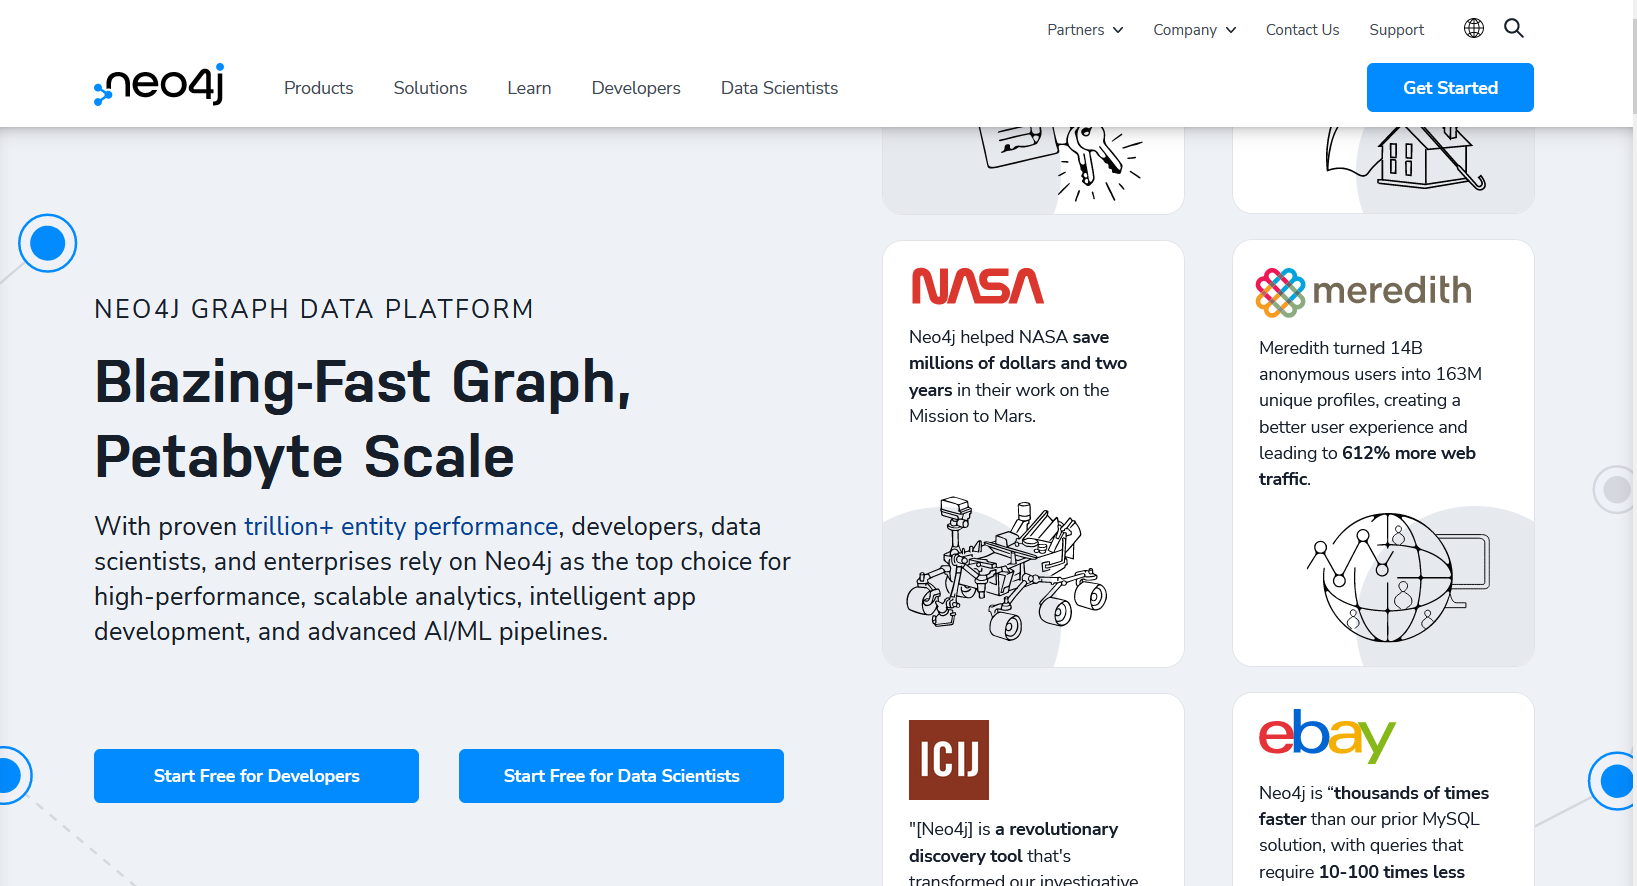 Partners
Company
Contact Us
Support
neo4j
Products
Solutions
Learn
Developers
Data Scientists
Get Started
NEO4J GRAPH DATA PLATFORM
Blazing-Fast Graph,
Petabyte Scale
With proven trillion+ entity performance, developers, data
scientists, and enterprises rely on Neo4j as the top choice for
high-performance, scalable analytics, intelligent app
development, and advanced AI/ML pipelines.
Start Free for Developers
Start Free for Data Scientists
NASA
Neo4j helped NASA save
millions of dollars and two
years in their work on the
Mission to Mars.
meredith
Meredith turned 14B
anonymous users into 163M
unique profiles, creating a
better user experience and
leading to 612% more web
traffic.
ICIJ
"[Neo4j] is a revolutionary
discovery tool that's
transformed our investigative
ebay
Neo4j is “thousands of times
faster than our prior MySQL
solution, with queries that
require 10-100 times less